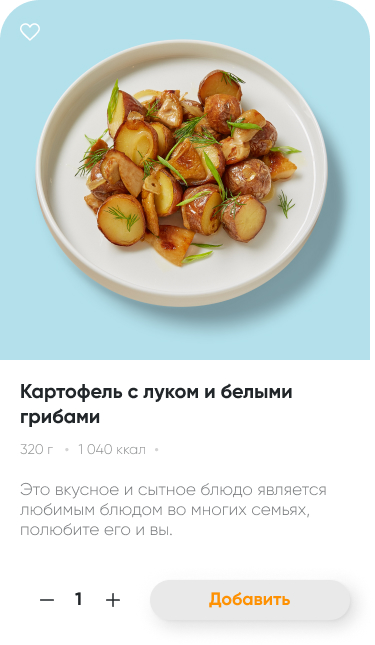 Картофель с луком и белыми
грибами
320 г • 1 040 ккал •
Это вкусное и сытное блюдо является
любимым блюдом во многих семьях,
полюбите его и вы.
— 1 +
Добавить